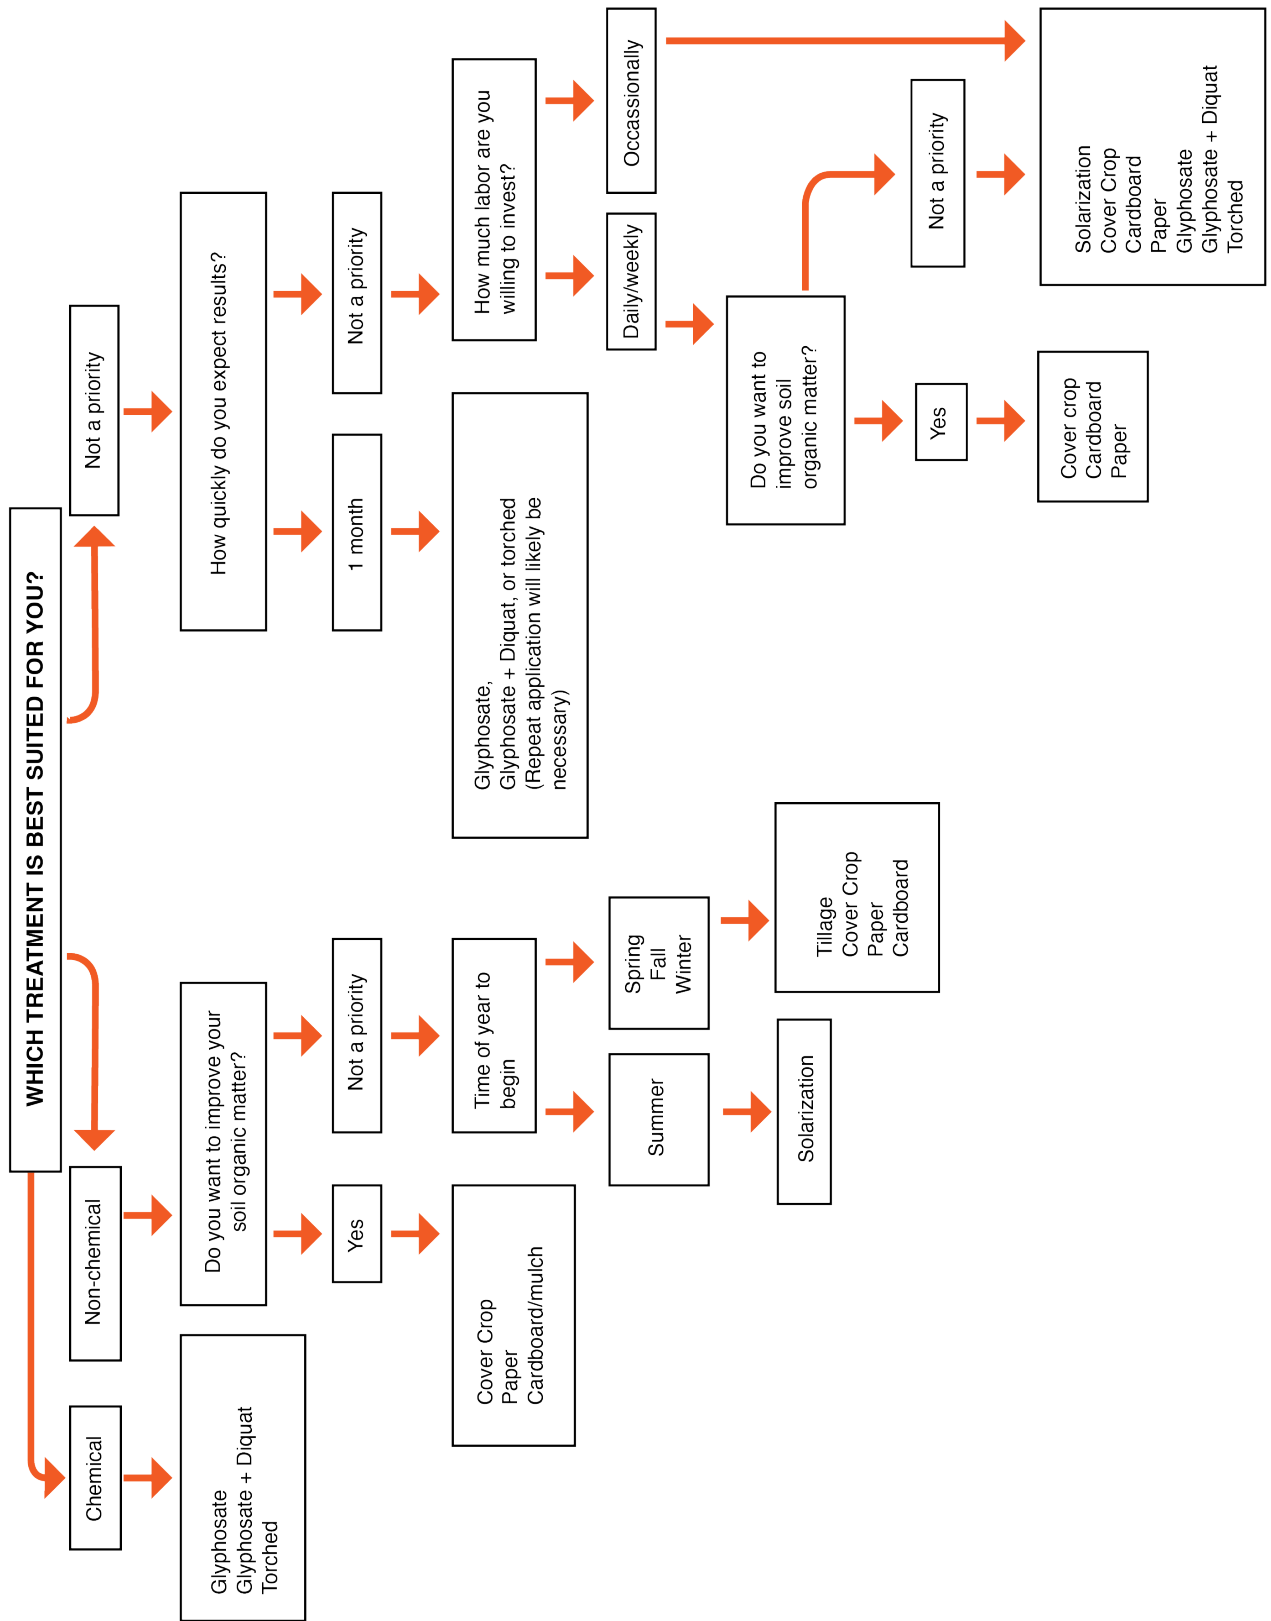 WHICH TREATMENT IS BEST SUITED FOR YOU?
Chemical
Glyphosate
Glyphosate + Diquat
Torched
Non-chemical
Do you want to improve your
soil organic matter?
Yes
Cover Crop
Paper
Cardboard/mulch
Not a priority
Time of year to
begin
Summer
Solarization
Spring
Fall
Winter
Tillage
Cover Crop
Paper
Cardboard
Not a priority
How quickly do you expect results?
1 month
Glyphosate,
Glyphosate + Diquat, or torched
(Repeat application will likely be
necessary)
Not a priority
How much labor are you
willing to invest?
Daily/weekly
Do you want to
improve soil
organic matter?
Yes
Cover crop
Cardboard
Paper
Not a priority
Occassionally
Solarization
Cover Crop
Cardboard
Paper
Glyphosate
Glyphosate + Diquat
Torched